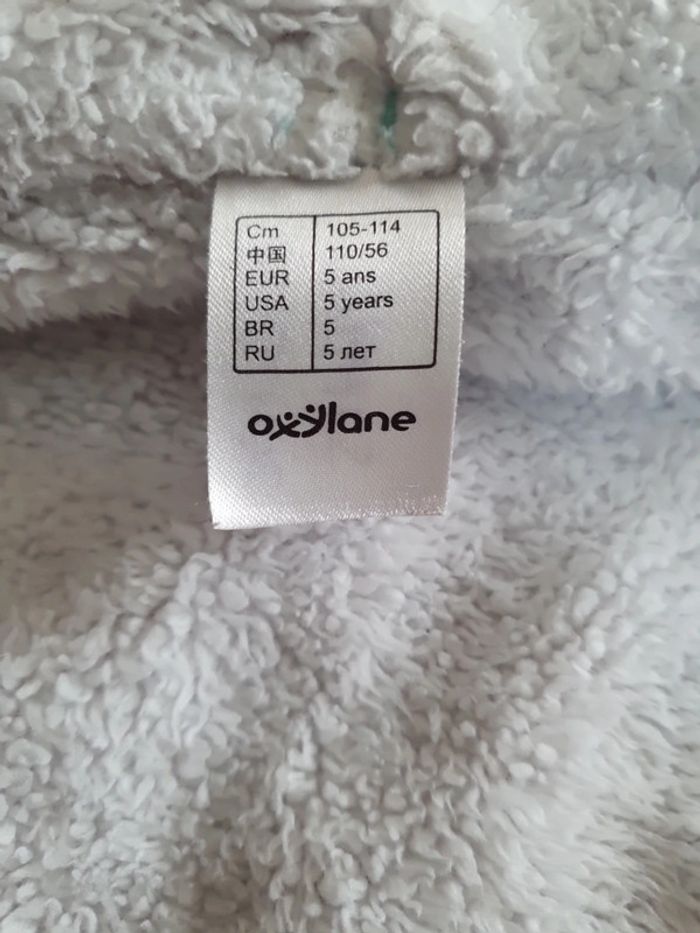 Cm 105-114
中国 110/56
EUR 5 ans
USA 5 years
BR 5
RU 5 лет
oxylane